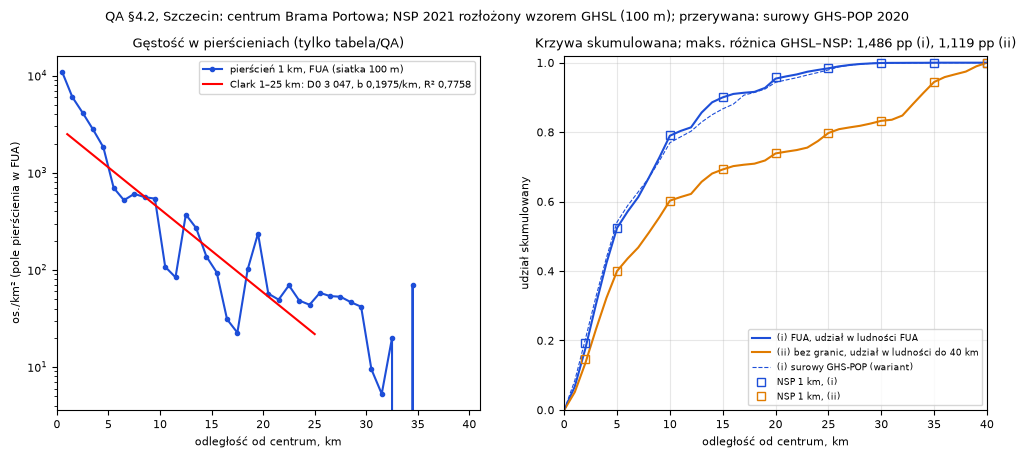 QA §4.2, Szczecin: centrum Brama Portowa; NSP 2021 rozłożony wzorem GHSL (100 m); przerywana: surowy GHS-POP 2020
Gęstość w pierścieniach (tylko tabela/QA)
os./km² (pole pierścienia w FUA)
10⁴
10³
10²
10¹
pierścień 1 km, FUA (siatka 100 m)
Clark 1–25 km: D0 3 047, b 0,1975/km, R² 0,7758
0 5 10 15 20 25 30 35 40
odległość od centrum, km
Krzywa skumulowana; maks. różnica GHSL–NSP: 1,486 pp (i), 1,119 pp (ii)
udział skumulowany
1.0
0.8
0.6
0.4
0.2
0.0
(i) FUA, udział w ludności FUA
(ii) bez granic, udział w ludności do 40 km
(i) surowy GHS-POP (wariant)
NSP 1 km, (i)
NSP 1 km, (ii)
0 5 10 15 20 25 30 35 40
odległość od centrum, km